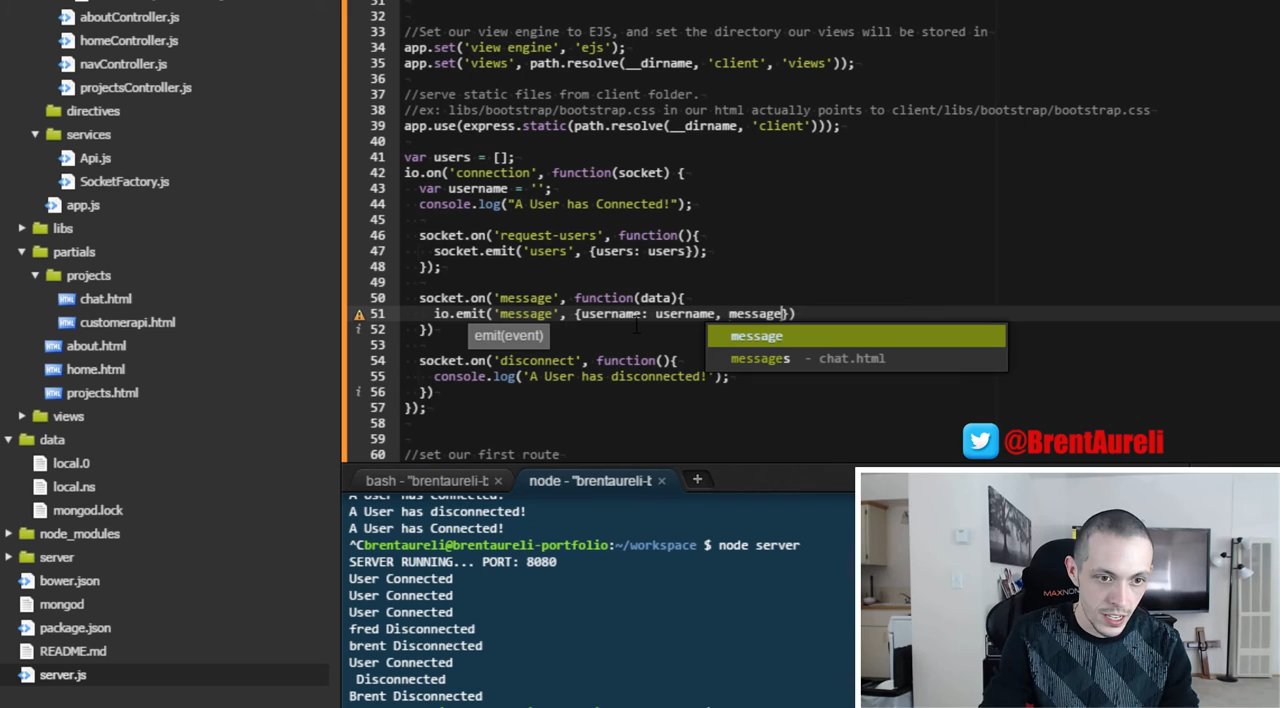 aboutController.js
homeController.js
navController.js
projectsController.js
directives
services
Api.js
SocketFactory.js
app.js
libs
partials
projects
chat.html
customerapi.html
about.html
home.html
projects.html
views
data
local.0
local.ns
mongod.lock
node_modules
server
bower.json
mongod
package.json
README.md
server.js
31
32
33 //Set our view engine to EJS, and set the directory our views will be stored in
34 app.set('view engine', 'ejs');
35 app.set('views', path.resolve(__dirname, 'client', 'views'));
36
37 //serve static files from client folder.
38 //ex: libs/bootstrap/bootstrap.css in our html actually points to client/libs/bootstrap/bootstrap.css
39 app.use(express.static(path.resolve(__dirname, 'client')));
40
41 var users = [];
42 io.on('connection', function(socket) {
43 var username = '';
44 console.log("A User has Connected!");
45
46 socket.on('request-users', function(){
47 socket.emit('users', {users: users});
48 });
49
50 socket.on('message', function(data){
51 io.emit('message', {username: username, message})
52 })
53
54 socket.on('disconnect', function(){
55 console.log('A User has disconnected!');
56 })
57 });
58
59
60 //set our first route
emit(event)
message
messages - chat.html
@BrentAureli
bash - "brentaureli-b ×
node - "brentaureli-b ×
+
A User has Connected!
A User has disconnected!
A User has Connected!
^Cbrentaureli@brentaureli-portfolio:~/workspace $ node server
SERVER RUNNING... PORT: 8080
User Connected
User Connected
User Connected
fred Disconnected
brent Disconnected
User Connected
Disconnected
Brent Disconnected